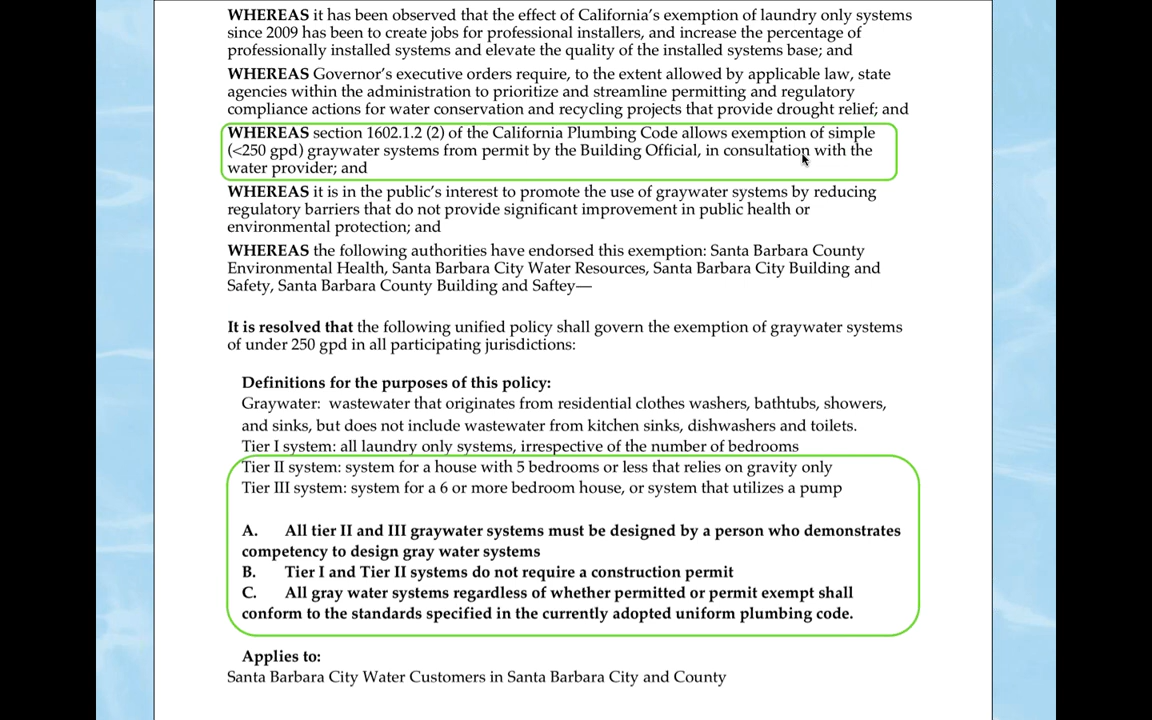 WHEREAS it has been observed that the effect of California's exemption of laundry only systems
since 2009 has been to create jobs for professional installers, and increase the percentage of
professionally installed systems and elevate the quality of the installed systems base; and
WHEREAS Governor's executive orders require, to the extent allowed by applicable law, state
agencies within the administration to prioritize and streamline permitting and regulatory
compliance actions for water conservation and recycling projects that provide drought relief; and
WHEREAS section 1602.1.2 (2) of the California Plumbing Code allows exemption of simple
(<250 gpd) graywater systems from permit by the Building Official, in consultation with the
water provider; and
WHEREAS it is in the public's interest to promote the use of graywater systems by reducing
regulatory barriers that do not provide significant improvement in public health or
environmental protection; and
WHEREAS the following authorities have endorsed this exemption: Santa Barbara County
Environmental Health, Santa Barbara City Water Resources, Santa Barbara City Building and
Safety, Santa Barbara County Building and Saftey—
It is resolved that the following unified policy shall govern the exemption of graywater systems
of under 250 gpd in all participating jurisdictions:
Definitions for the purposes of this policy:
Graywater: wastewater that originates from residential clothes washers, bathtubs, showers,
and sinks, but does not include wastewater from kitchen sinks, dishwashers and toilets.
Tier I system: all laundry only systems, irrespective of the number of bedrooms
Tier II system: system for a house with 5 bedrooms or less that relies on gravity only
Tier III system: system for a 6 or more bedroom house, or system that utilizes a pump
A. All tier II and III graywater systems must be designed by a person who demonstrates
competency to design gray water systems
B. Tier I and Tier II systems do not require a construction permit
C. All gray water systems regardless of whether permitted or permit exempt shall
conform to the standards specified in the currently adopted uniform plumbing code.
Applies to:
Santa Barbara City Water Customers in Santa Barbara City and County